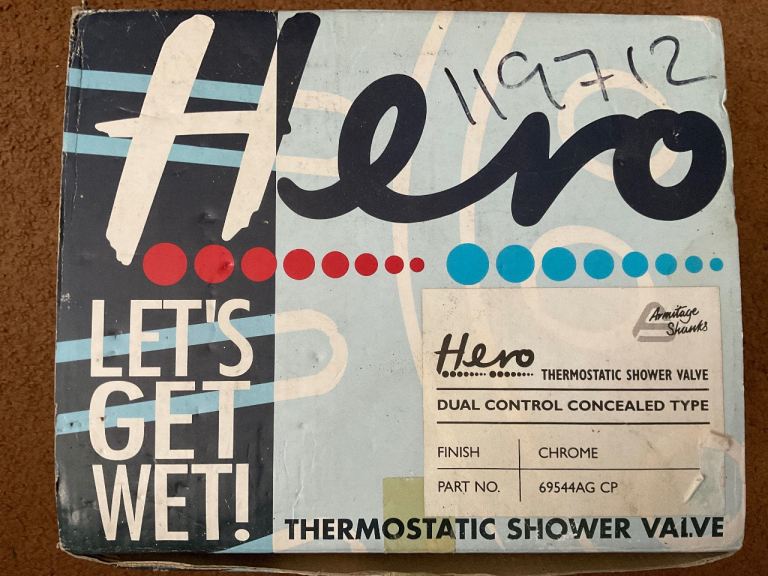 Hero
119712
LET'S
GET
WET!
Armitage
Shanks
Hero THERMOSTATIC SHOWER VALVE
DUAL CONTROL CONCEALED TYPE
FINISH CHROME
PART NO. 69544AG CP
THERMOSTATIC SHOWER VALVE